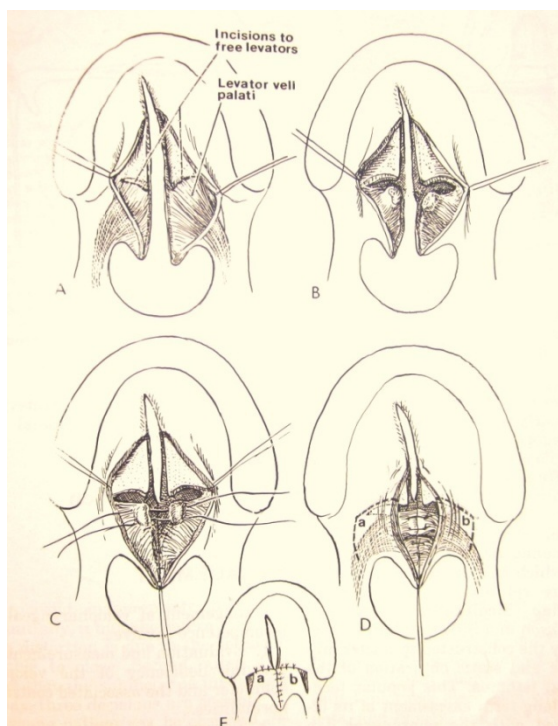 Incisions to
free levators
Levator veli
palati
A
B
C
a
b
D
a
b
E